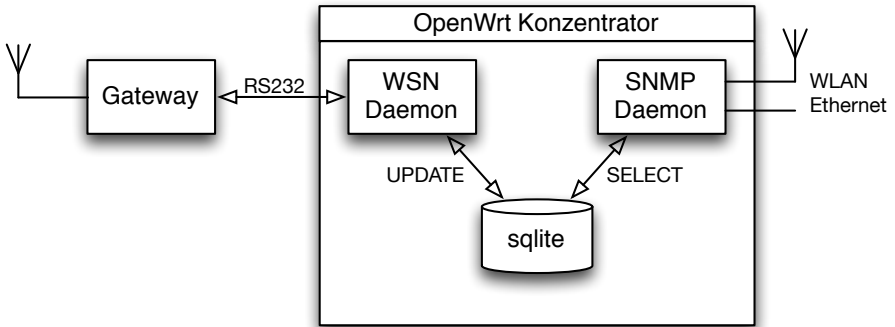 OpenWrt Konzentrator
Gateway
RS232
WSN
Daemon
SNMP
Daemon
WLAN
Ethernet
UPDATE
SELECT
sqlite